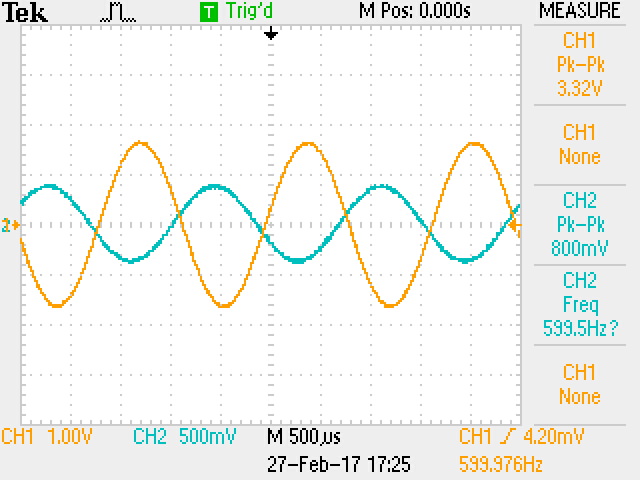 Tek T Trig'd M Pos: 0.000s MEASURE
CH1
Pk-Pk
3.32V
CH1
None
CH2
Pk-Pk
800mV
CH2
Freq
599.5Hz?
CH1
None
2
CH1 1.00V CH2 500mV M 500µs CH1 4.20mV
27-Feb-17 17:25 599.976Hz